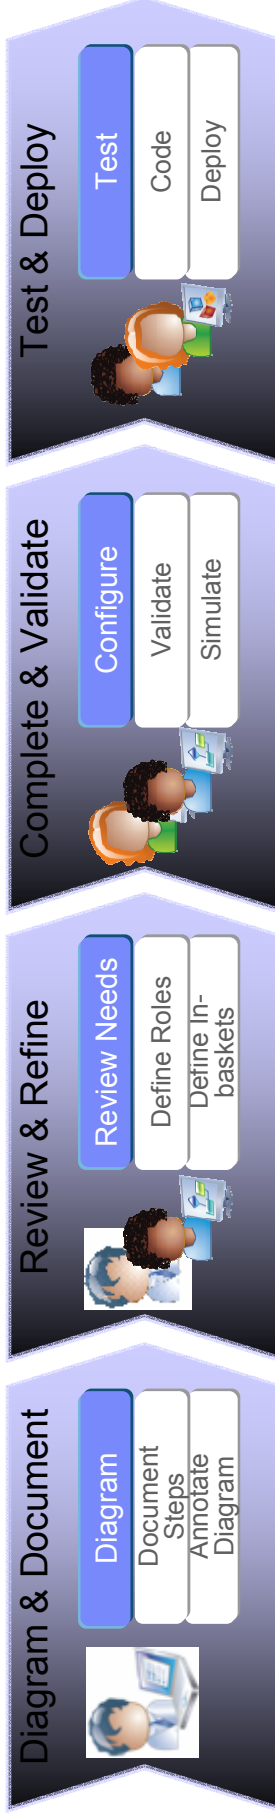 Diagram & Document
Diagram
Document
Steps
Annotate
Diagram
Review & Refine
Review Needs
Define Roles
Define In-
baskets
Complete & Validate
Configure
Validate
Simulate
Test & Deploy
Test
Code
Deploy